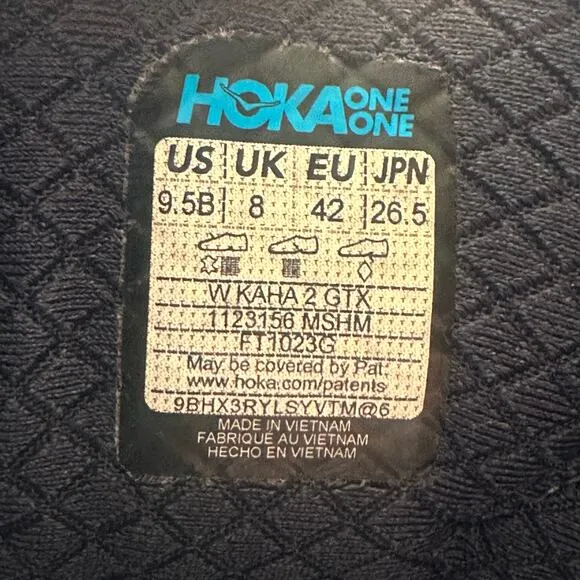 HOKA ONE ONE
US UK EU JPN
9.5B 8 42 26.5
W KAHA 2 GTX
1123156 MSHM
FT1023G
May be covered by Pat:
www.hoka.com/patents
9BHX3RYLSYVTM@6
MADE IN VIETNAM
FABRIQUÉ AU VIETNAM
HECHO EN VIETNAM